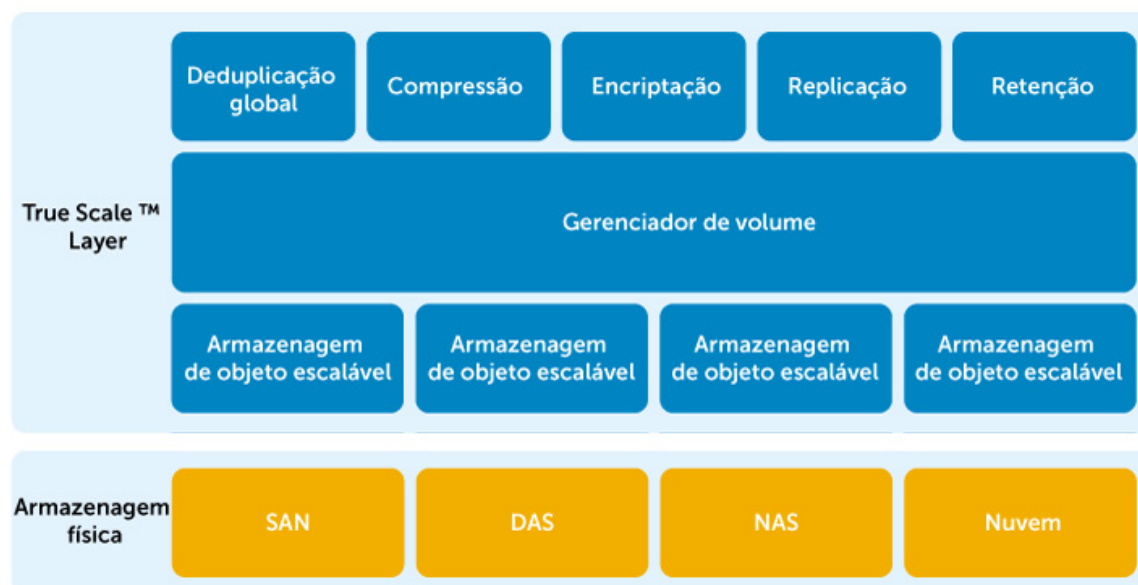 Deduplicação
global
Compressão
Encriptação
Replicação
Retenção
True Scale ™
Layer
Gerenciador de volume
Armazenagem
de objeto escalável
Armazenagem
de objeto escalável
Armazenagem
de objeto escalável
Armazenagem
de objeto escalável
Armazenagem
física
SAN
DAS
NAS
Nuvem